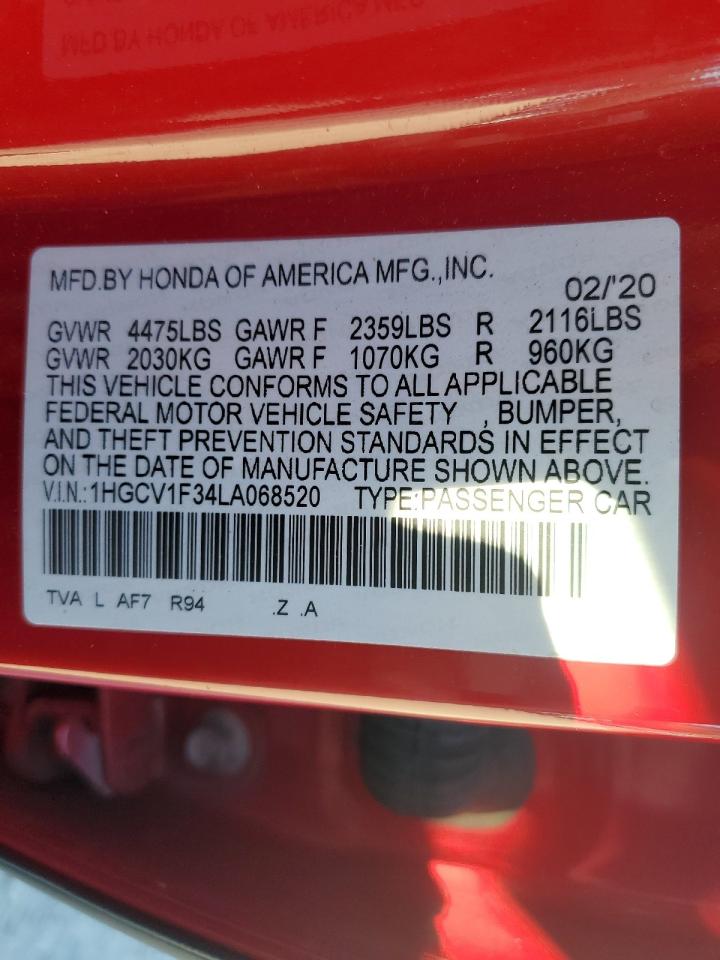 MFD.BY HONDA OF AMERICA MFG.,INC.
02/'20
GVWR 4475LBS GAWR F 2359LBS R 2116LBS
GVWR 2030KG GAWR F 1070KG R 960KG
THIS VEHICLE CONFORMS TO ALL APPLICABLE
FEDERAL MOTOR VEHICLE SAFETY , BUMPER,
AND THEFT PREVENTION STANDARDS IN EFFECT
ON THE DATE OF MANUFACTURE SHOWN ABOVE.
V.I.N.:1HGCV1F34LA068520 TYPE:PASSENGER CAR
TVA L AF7 R94 .Z .A